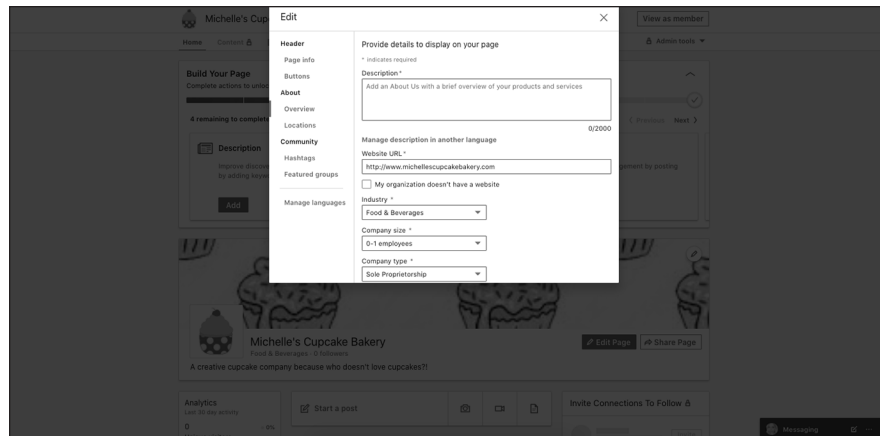 Michelle's Cup
View as member
Home Content
Admin tools
Edit
Header
Page info
Buttons
About
Overview
Locations
Community
Hashtags
Featured groups
Manage languages
Provide details to display on your page
* indicates required
Description *
Add an About Us with a brief overview of your products and services
0/2000
Manage description in another language
Website URL *
http://www.michellescupcakebakery.com
My organization doesn't have a website
Industry *
Food & Beverages
Company size *
0-1 employees
Company type *
Sole Proprietorship
Build Your Page
Complete actions to unloc
4 remaining to complete
Previous Next
Description
Improve discov
by adding keywo
gement by posting
Add
Michelle's Cupcake Bakery
Food & Beverages · 0 followers
A creative cupcake company because who doesn't love cupcakes?!
Edit Page
Share Page
Analytics
Last 30 day activity
0
0%
Start a post
Invite Connections To Follow
Messaging